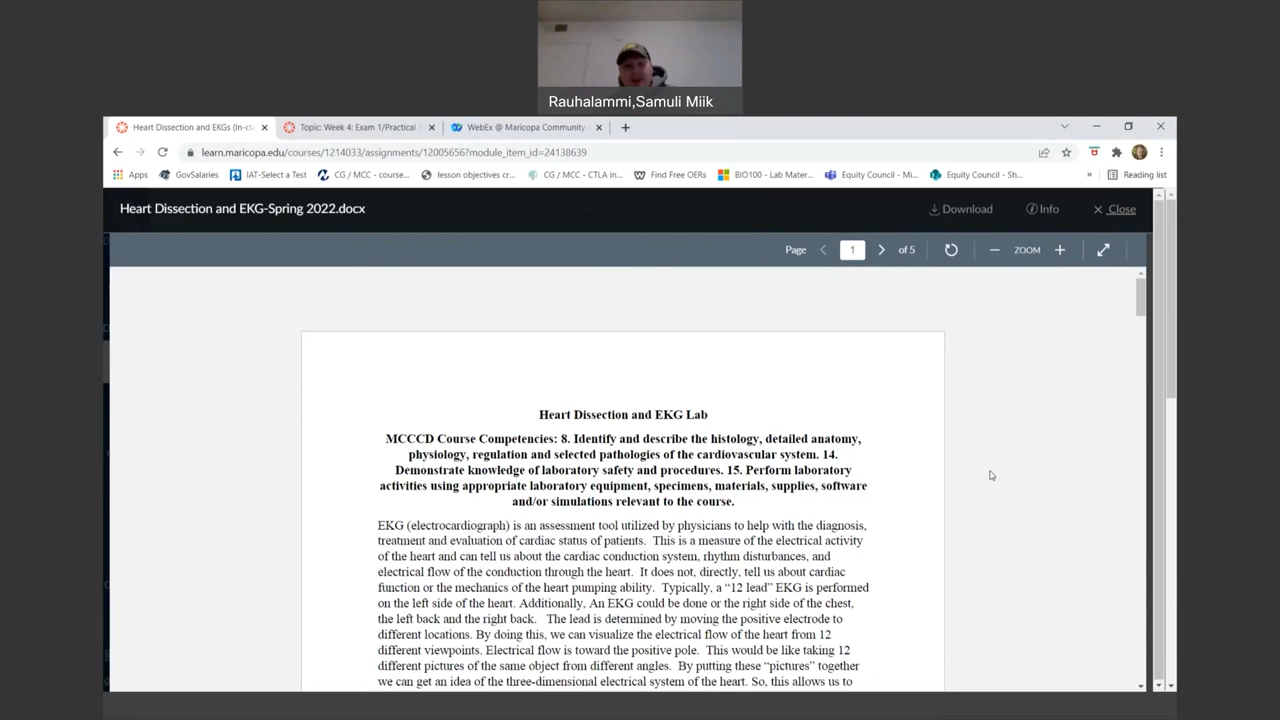 Rauhalammi,Samuli Miik
Heart Dissection and EKGs (In-cl
Topic: Week 4: Exam 1/Practical
WebEx @ Maricopa Community
learn.maricopa.edu/courses/1214033/assignments/12005656?module_item_id=24138639
Apps GovSalaries IAT-Select a Test CG / MCC - course... lesson objectives cr... CG / MCC - CTLA in... Find Free OERs BIO100 - Lab Mater... Equity Council - Mi... Equity Council - Sh... » Reading list
Heart Dissection and EKG-Spring 2022.docx Download Info Close
Page 1 of 5 ZOOM
Heart Dissection and EKG Lab
MCCCD Course Competencies: 8. Identify and describe the histology, detailed anatomy,
physiology, regulation and selected pathologies of the cardiovascular system. 14.
Demonstrate knowledge of laboratory safety and procedures. 15. Perform laboratory
activities using appropriate laboratory equipment, specimens, materials, supplies, software
and/or simulations relevant to the course.
EKG (electrocardiograph) is an assessment tool utilized by physicians to help with the diagnosis,
treatment and evaluation of cardiac status of patients. This is a measure of the electrical activity
of the heart and can tell us about the cardiac conduction system, rhythm disturbances, and
electrical flow of the conduction through the heart. It does not, directly, tell us about cardiac
function or the mechanics of the heart pumping ability. Typically, a “12 lead” EKG is performed
on the left side of the heart. Additionally, An EKG could be done or the right side of the chest,
the left back and the right back. The lead is determined by moving the positive electrode to
different locations. By doing this, we can visualize the electrical flow of the heart from 12
different viewpoints. Electrical flow is toward the positive pole. This would be like taking 12
different pictures of the same object from different angles. By putting these “pictures” together
we can get an idea of the three-dimensional electrical system of the heart. So, this allows us to